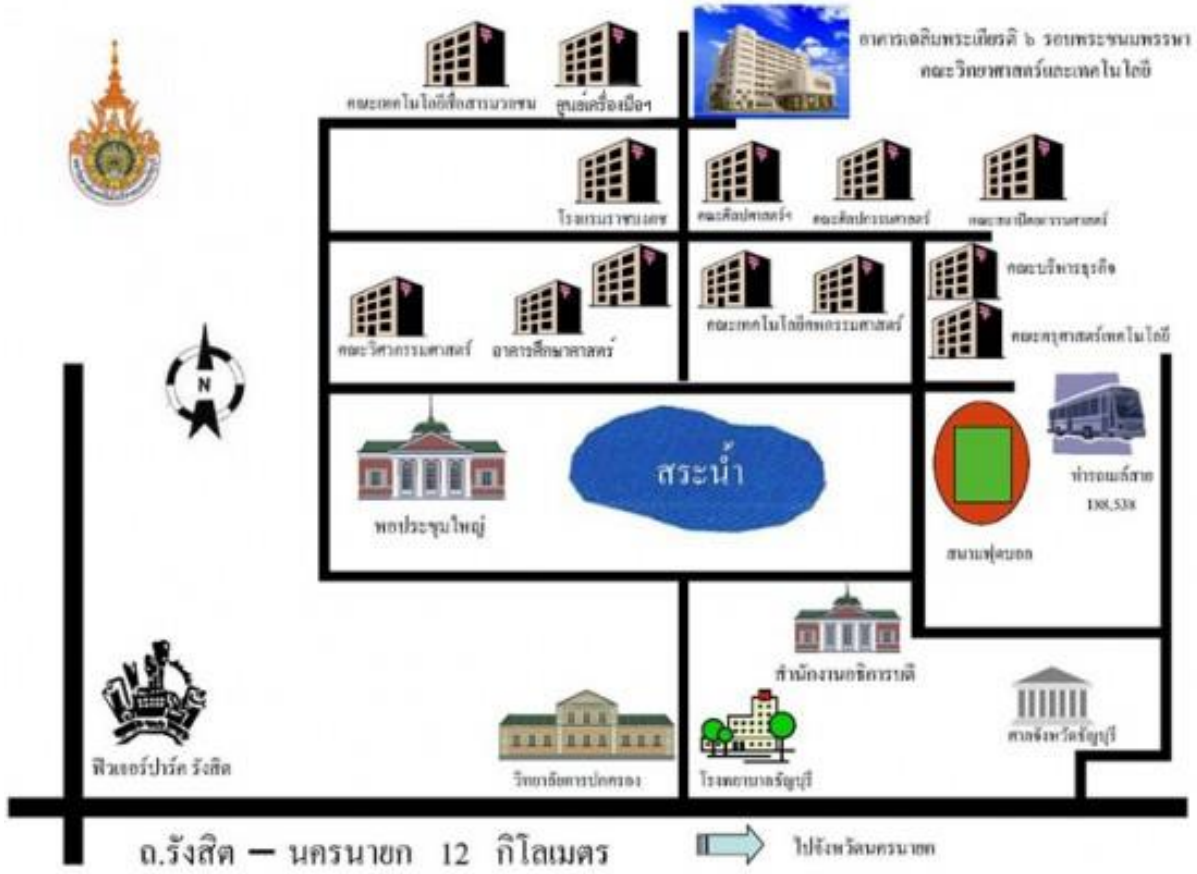 อาคารเฉลิมพระเกียรติ ๖ รอบพระชนมพรรษา
คณะวิทยาศาสตร์และเทคโนโลยี
คณะเทคโนโลยีสื่อสารมวลชน
ศูนย์เครื่องมือฯ
โรงแรมราชมงคล
คณะศิลปศาสตร์ฯ
คณะศิลปกรรมศาสตร์
คณะสถาปัตยกรรมศาสตร์
คณะบริหารธุรกิจ
คณะวิศวกรรมศาสตร์
อาคารศึกษาศาสตร์
คณะเทคโนโลยีคหกรรมศาสตร์
คณะครุศาสตร์เทคโนโลยี
N
สระน้ำ
หอประชุมใหญ่
ท่ารถเมล์สาย
188,538
สนามฟุตบอล
สำนักงานอธิการบดี
ศาลจังหวัดธัญบุรี
ฟิวเจอร์ปาร์ค รังสิต
วิทยาลัยการปกครอง
โรงพยาบาลธัญบุรี
ถ.รังสิต – นครนายก 12 กิโลเมตร
ไปจังหวัดนครนายก